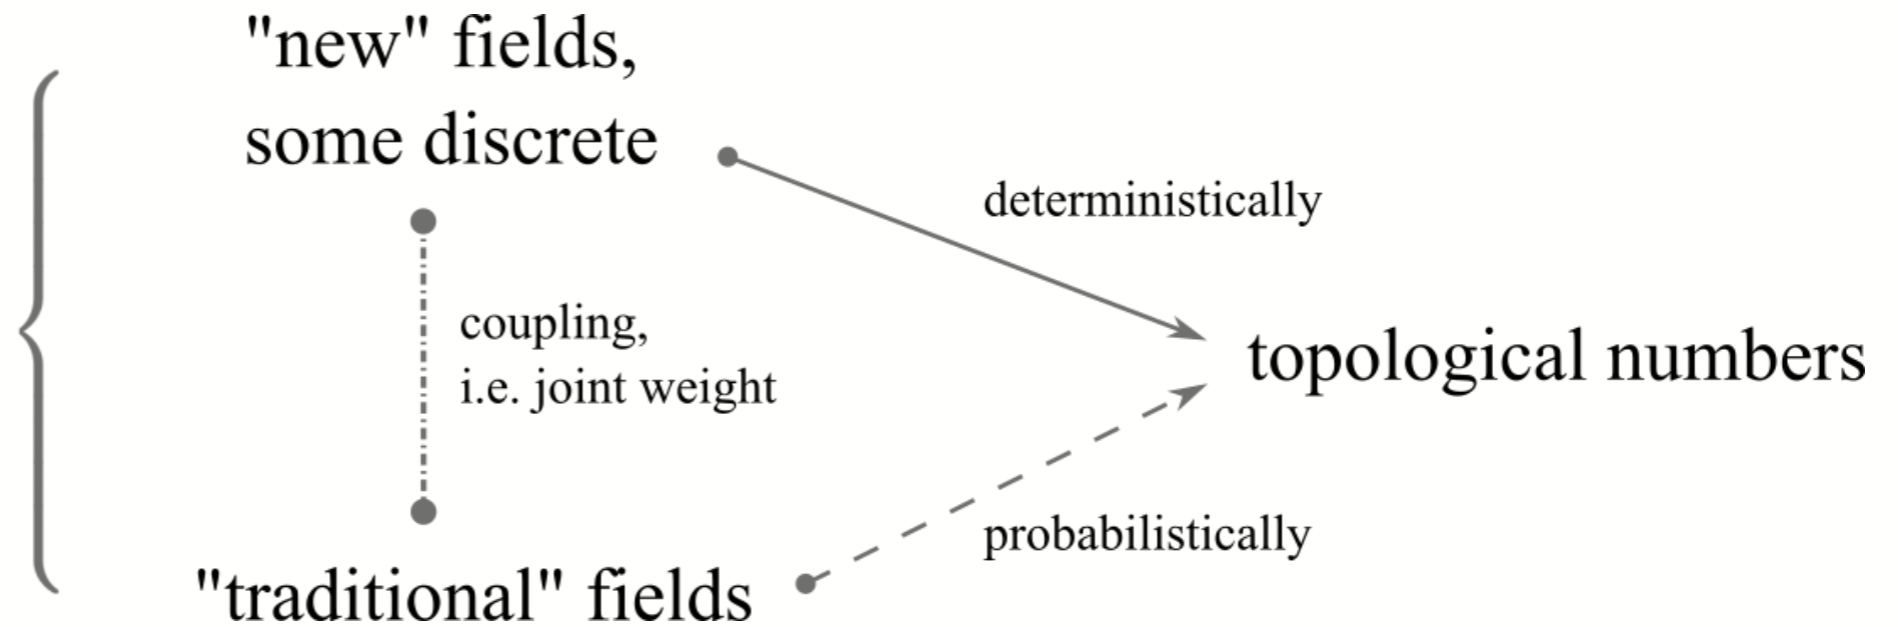 "new" fields,
some discrete
deterministically
coupling,
i.e. joint weight
topological numbers
probabilistically
"traditional" fields